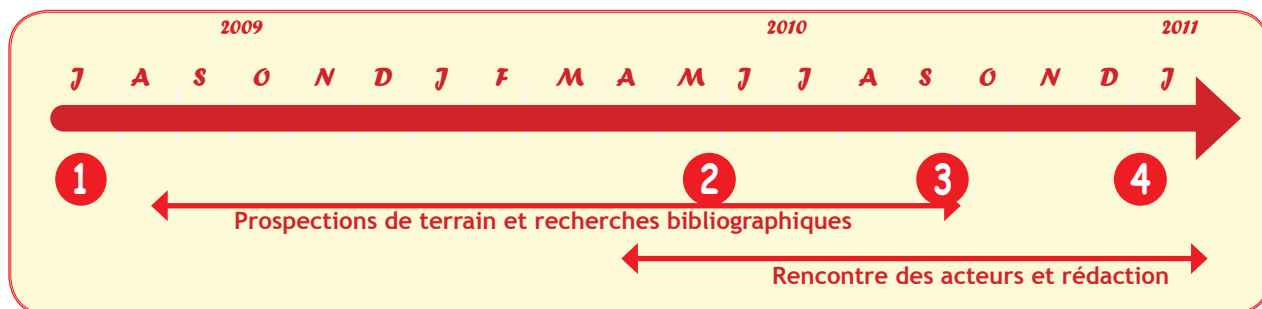 2009 2010 2011
J A S O N D J F M A M J J A S O N D J
1 2 3 4
Prospections de terrain et recherches bibliographiques
Rencontre des acteurs et rédaction